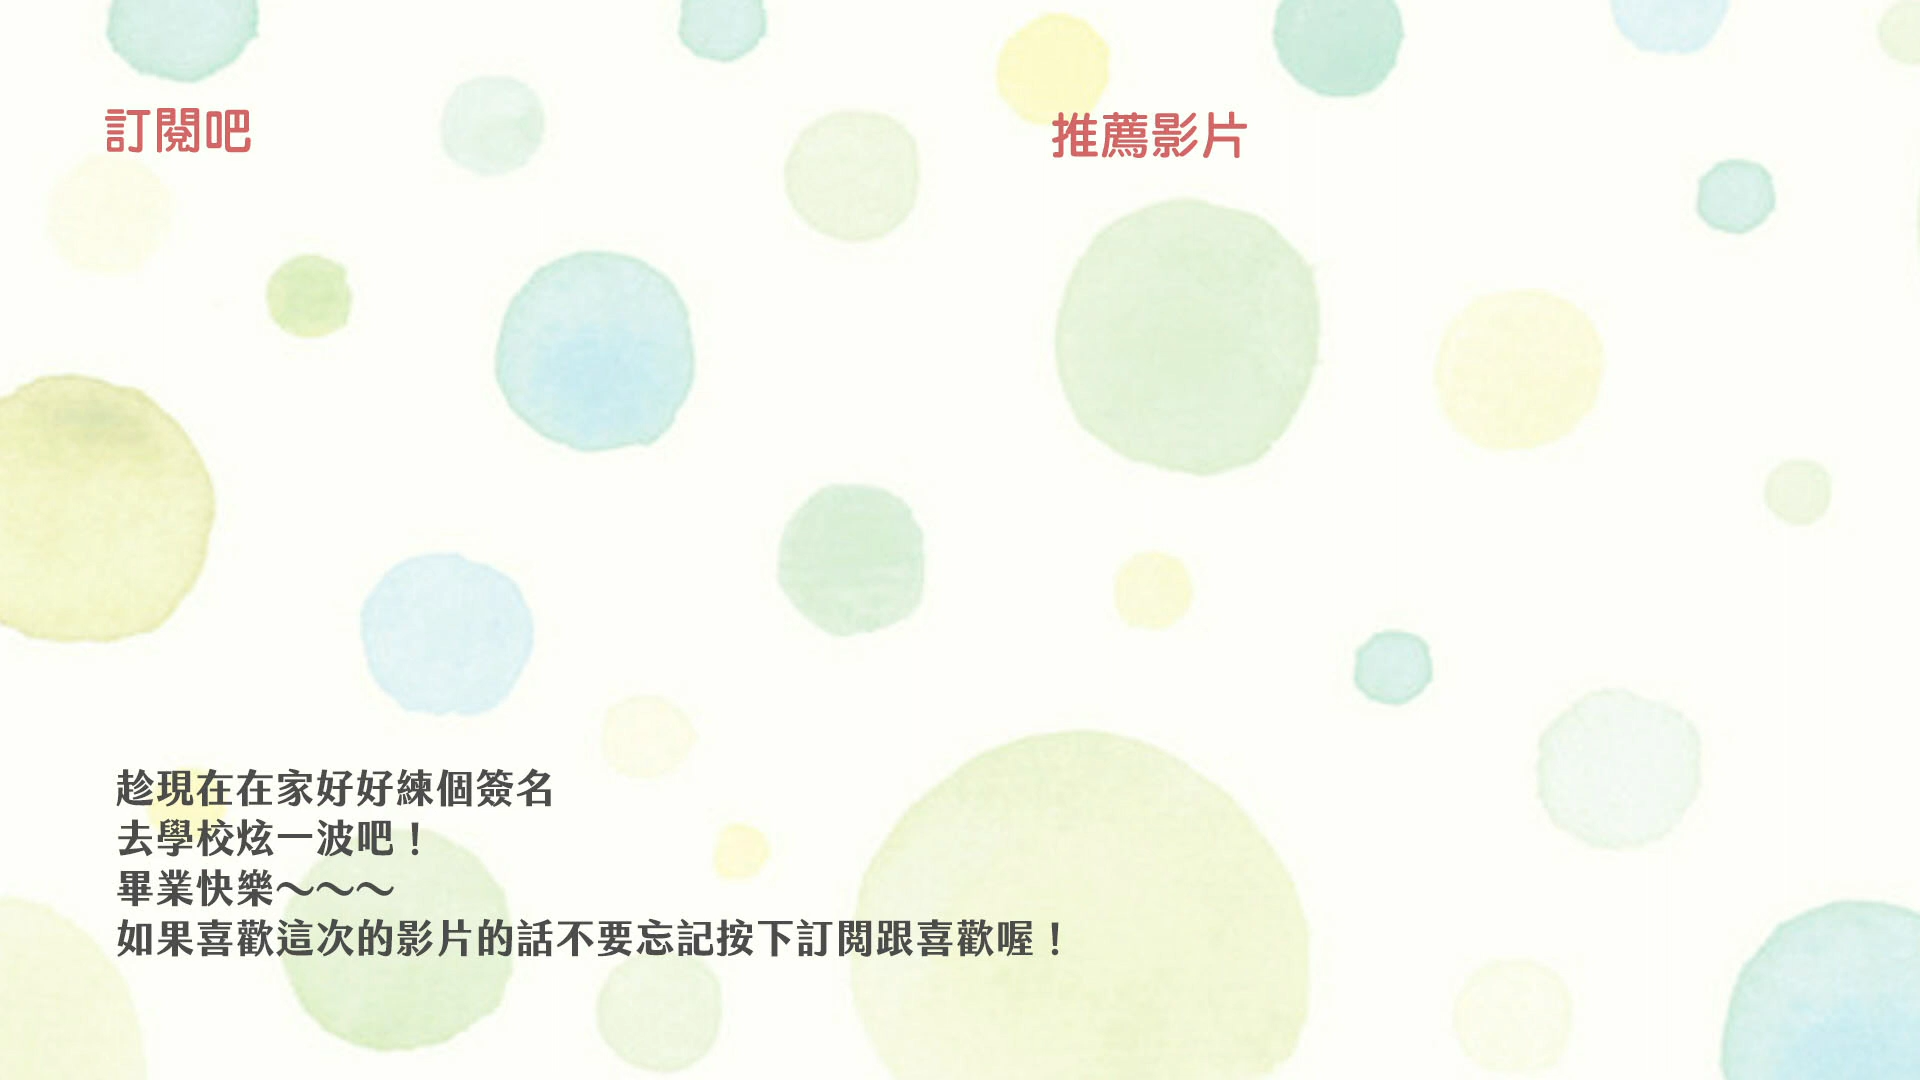 訂閱吧
推薦影片
趁現在在家好好練個簽名
去學校炫一波吧！
畢業快樂～～～
如果喜歡這次的影片的話不要忘記按下訂閱跟喜歡喔！